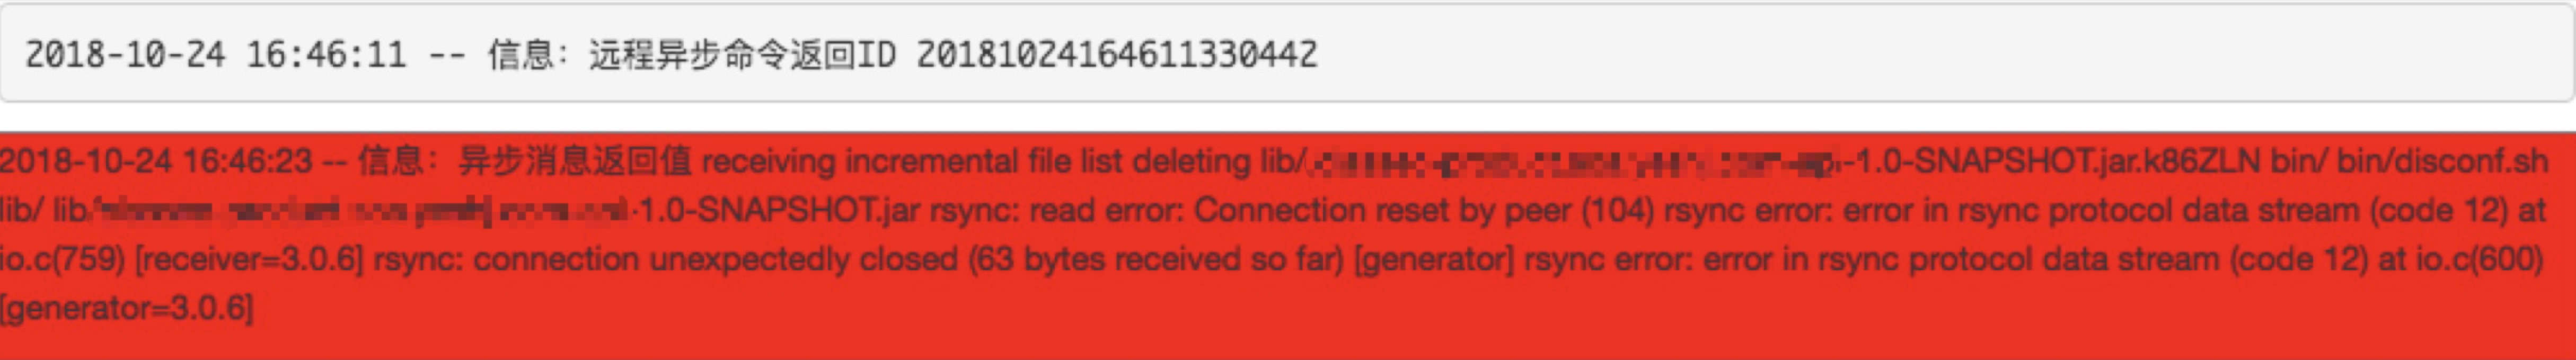 2018-10-24 16:46:11 -- 信息：远程异步命令返回ID 20181024164611330442
2018-10-24 16:46:23 -- 信息：异步消息返回值 receiving incremental file list deleting lib/ -1.0-SNAPSHOT.jar.k86ZLN bin/ bin/disconf.sh
lib/ lib -1.0-SNAPSHOT.jar rsync: read error: Connection reset by peer (104) rsync error: error in rsync protocol data stream (code 12) at
io.c(759) [receiver=3.0.6] rsync: connection unexpectedly closed (63 bytes received so far) [generator] rsync error: error in rsync protocol data stream (code 12) at io.c(600)
[generator=3.0.6]